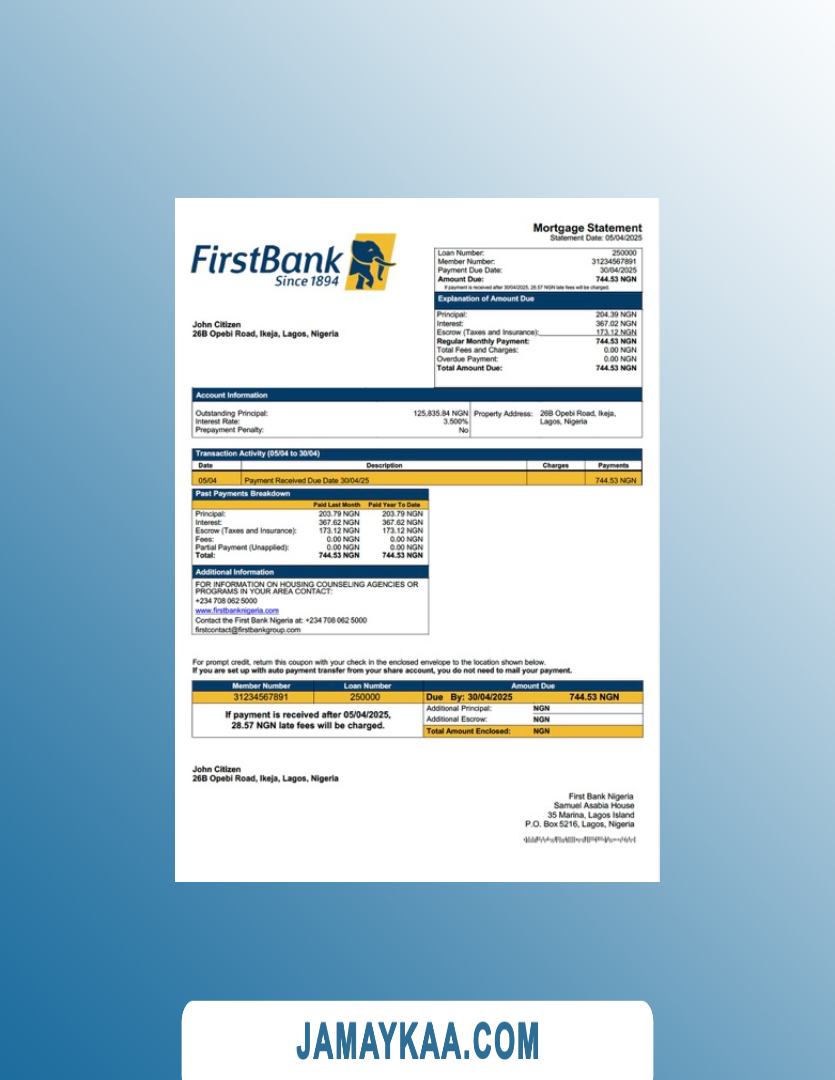 FirstBank
Since 1894
Mortgage Statement
Statement Date: 05/04/2025
Loan Number: 250000
Member Number: 31234567891
Payment Due Date: 30/04/2025
Amount Due: 744.53 NGN
If payment is received after 30/04/2025, 28.57 NGN late fees will be charged.
Explanation of Amount Due
Principal: 204.39 NGN
Interest: 367.02 NGN
Escrow (Taxes and Insurance): 173.12 NGN
Regular Monthly Payment: 744.53 NGN
Total Fees and Charges: 0.00 NGN
Overdue Payment: 0.00 NGN
Total Amount Due: 744.53 NGN
John Citizen
26B Opebi Road, Ikeja, Lagos, Nigeria
Account Information
Outstanding Principal: 125,835.84 NGN
Interest Rate: 3.500%
Prepayment Penalty: No
Property Address: 26B Opebi Road, Ikeja,
Lagos, Nigeria
Transaction Activity (05/04 to 30/04)
Date Description Charges Payments
05/04 Payment Received Due Date 30/04/25 744.53 NGN
Past Payments Breakdown
Paid Last Month Paid Year To Date
Principal: 203.79 NGN 203.79 NGN
Interest: 367.62 NGN 367.62 NGN
Escrow (Taxes and Insurance): 173.12 NGN 173.12 NGN
Fees: 0.00 NGN 0.00 NGN
Partial Payment (Unapplied): 0.00 NGN 0.00 NGN
Total: 744.53 NGN 744.53 NGN
Additional Information
FOR INFORMATION ON HOUSING COUNSELING AGENCIES OR
PROGRAMS IN YOUR AREA CONTACT:
+234 708 062 5000
www.firstbanknigeria.com
Contact the First Bank Nigeria at: +234 708 062 5000
firstcontact@firstbankgroup.com
For prompt credit, return this coupon with your check in the enclosed envelope to the location shown below.
If you are set up with auto payment transfer from your share account, you do not need to mail your payment.
Member Number Loan Number Amount Due
31234567891 250000 Due By: 30/04/2025 744.53 NGN
If payment is received after 05/04/2025,
28.57 NGN late fees will be charged.
Additional Principal: NGN
Additional Escrow: NGN
Total Amount Enclosed: NGN
John Citizen
26B Opebi Road, Ikeja, Lagos, Nigeria
First Bank Nigeria
Samuel Asabia House
35 Marina, Lagos Island
P.O. Box 5216, Lagos, Nigeria
JAMAYKAA.COM